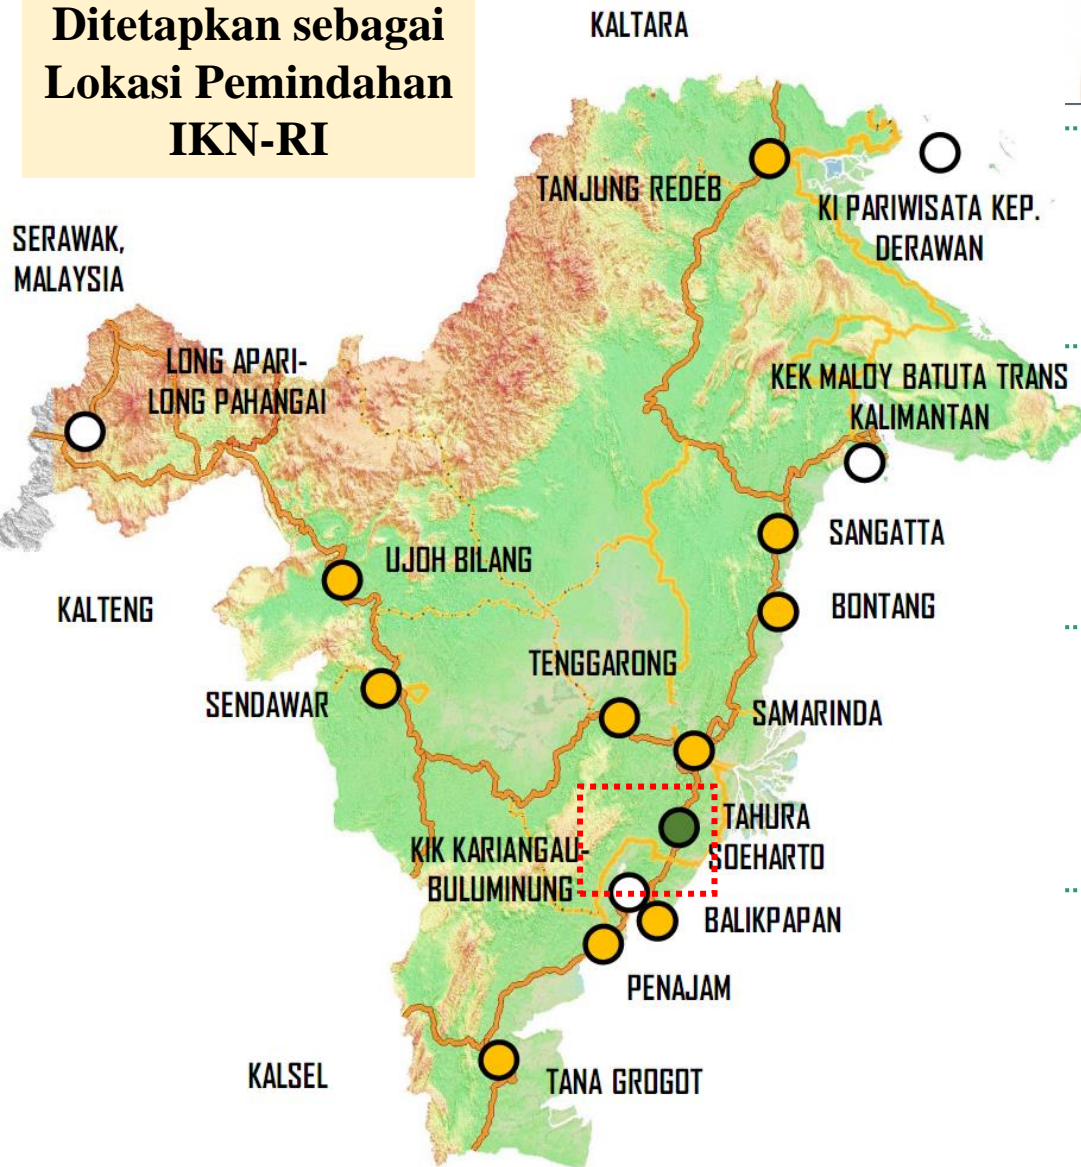 Ditetapkan sebagai
Lokasi Pemindahan
IKN-RI
KALTARA
TANJUNG REDEB
KI PARIWISATA KEP.
DERAWAN
SERAWAK,
MALAYSIA
LONG APARI-
LONG PAHANGAI
KEK MALOY BATUTA TRANS
KALIMANTAN
SANGATTA
UJOH BILANG
KALTENG
BONTANG
TENGGARONG
SENDAWAR
SAMARINDA
TAHURA
SOEHARTO
KIK KARIANGAU-
BULUMINUNG
BALIKPAPAN
PENAJAM
KALSEL
TANA GROGOT